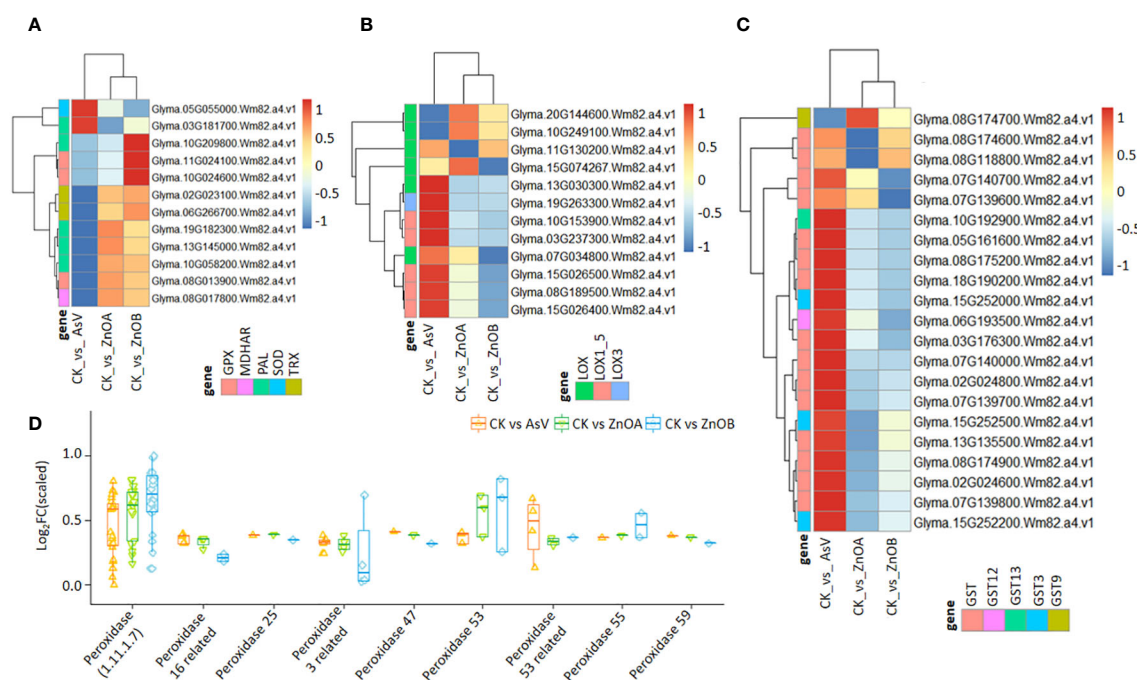 A
Glyma.05G055000.Wm82.a4.v1
Glyma.03G181700.Wm82.a4.v1
Glyma.10G209800.Wm82.a4.v1
Glyma.11G024100.Wm82.a4.v1
Glyma.10G024600.Wm82.a4.v1
Glyma.02G023100.Wm82.a4.v1
Glyma.06G266700.Wm82.a4.v1
Glyma.19G182300.Wm82.a4.v1
Glyma.13G145000.Wm82.a4.v1
Glyma.10G058200.Wm82.a4.v1
Glyma.08G013900.Wm82.a4.v1
Glyma.08G017800.Wm82.a4.v1
1
0.5
0
-0.5
-1
gene
CK_vs_ AsV
CK_vs_ZnOA
CK_vs_ZnOB
gene
GPX
MDHAR
PAL
SOD
TRX
B
Glyma.20G144600.Wm82.a4.v1
Glyma.10G249100.Wm82.a4.v1
Glyma.11G130200.Wm82.a4.v1
Glyma.15G074267.Wm82.a4.v1
Glyma.13G030300.Wm82.a4.v1
Glyma.19G263300.Wm82.a4.v1
Glyma.10G153900.Wm82.a4.v1
Glyma.03G237300.Wm82.a4.v1
Glyma.07G034800.Wm82.a4.v1
Glyma.15G026500.Wm82.a4.v1
Glyma.08G189500.Wm82.a4.v1
Glyma.15G026400.Wm82.a4.v1
1
0.5
0
-0.5
-1
gene
CK_vs_ AsV
CK_vs_ZnOA
CK_vs_ZnOB
gene
LOX
LOX1_5
LOX3
C
Glyma.08G174700.Wm82.a4.v1
Glyma.08G174600.Wm82.a4.v1
Glyma.08G118800.Wm82.a4.v1
Glyma.07G140700.Wm82.a4.v1
Glyma.07G139600.Wm82.a4.v1
Glyma.10G192900.Wm82.a4.v1
Glyma.05G161600.Wm82.a4.v1
Glyma.08G175200.Wm82.a4.v1
Glyma.18G190200.Wm82.a4.v1
Glyma.15G252000.Wm82.a4.v1
Glyma.06G193500.Wm82.a4.v1
Glyma.03G176300.Wm82.a4.v1
Glyma.07G140000.Wm82.a4.v1
Glyma.02G024800.Wm82.a4.v1
Glyma.07G139700.Wm82.a4.v1
Glyma.15G252500.Wm82.a4.v1
Glyma.13G135500.Wm82.a4.v1
Glyma.08G174900.Wm82.a4.v1
Glyma.02G024600.Wm82.a4.v1
Glyma.07G139800.Wm82.a4.v1
Glyma.15G252200.Wm82.a4.v1
1
0.5
0
-0.5
-1
gene
CK_vs_ AsV
CK_vs_ZnOA
CK_vs_ZnOB
gene
GST
GST12
GST13
GST3
GST9
D
CK vs AsV
CK vs ZnOA
CK vs ZnOB
Log2FC(scaled)
1.0
0.5
0.0
Peroxidase
(1.11.1.7)
Peroxidase
16 related
Peroxidase 25
Peroxidase
3 related
Peroxidase 47
Peroxidase 53
Peroxidase
53 related
Peroxidase 55
Peroxidase 59